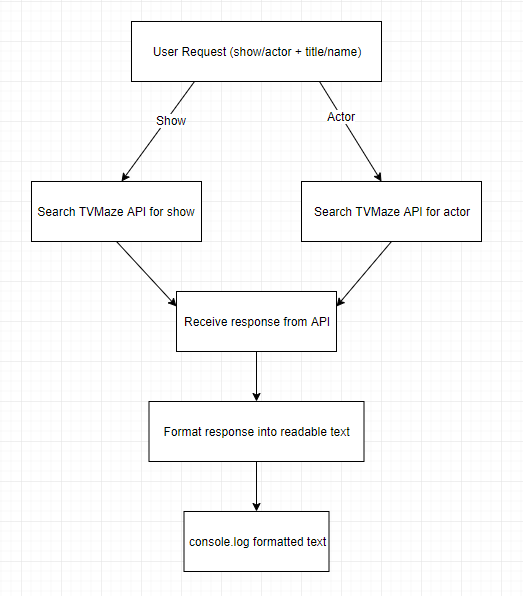 User Request (show/actor + title/name)
Show
Actor
Search TVMaze API for show
Search TVMaze API for actor
Receive response from API
Format response into readable text
console.log formatted text